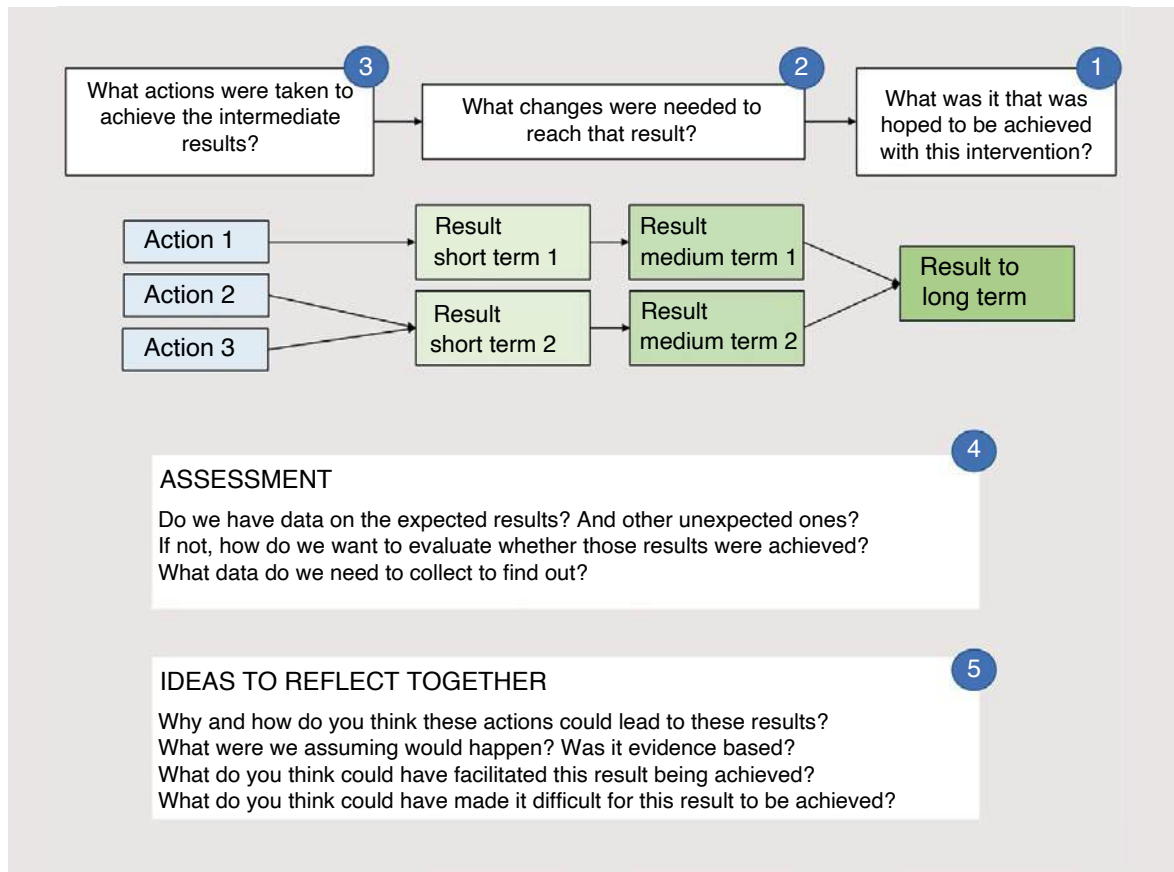 3
What actions were taken to
achieve the intermediate
results?
2
What changes were needed to
reach that result?
1
What was it that was
hoped to be achieved
with this intervention?
Action 1
Action 2
Action 3
Result
short term 1
Result
short term 2
Result
medium term 1
Result
medium term 2
Result to
long term
4
ASSESSMENT
Do we have data on the expected results? And other unexpected ones?
If not, how do we want to evaluate whether those results were achieved?
What data do we need to collect to find out?
5
IDEAS TO REFLECT TOGETHER
Why and how do you think these actions could lead to these results?
What were we assuming would happen? Was it evidence based?
What do you think could have facilitated this result being achieved?
What do you think could have made it difficult for this result to be achieved?